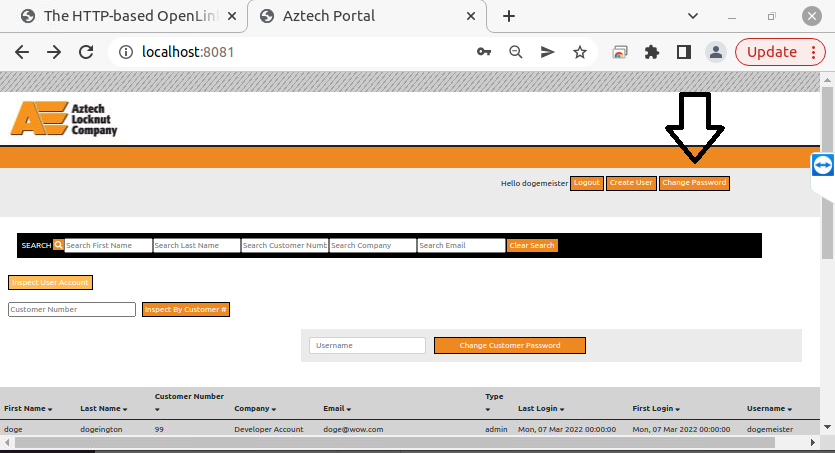 The HTTP-based OpenLin
Aztech Portal
localhost:8081
Update
AE Aztech
Locknut
Company
Hello dogemeister Logout Create User Change Password
SEARCH Search First Name Search Last Name Search Customer Numb Search Company Search Email Clear Search
Inspect User Account
Customer Number Inspect By Customer #
Username Change Customer Password
First Name Last Name Customer Number Company Email Type Last Login First Login Username
doge dogeington 99 Developer Account doge@wow.com admin Mon, 07 Mar 2022 00:00:00 Mon, 07 Mar 2022 00:00:00 dogemeister